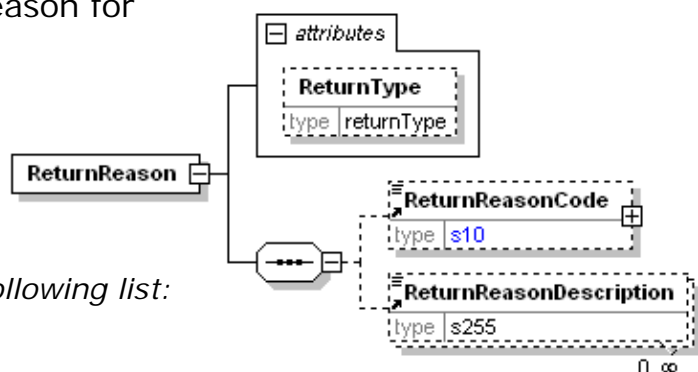 eason for
attributes
ReturnType
type returnType
ReturnReason
ReturnReasonCode
type s10
ollowing list:
ReturnReasonDescription
type s255
0..∞